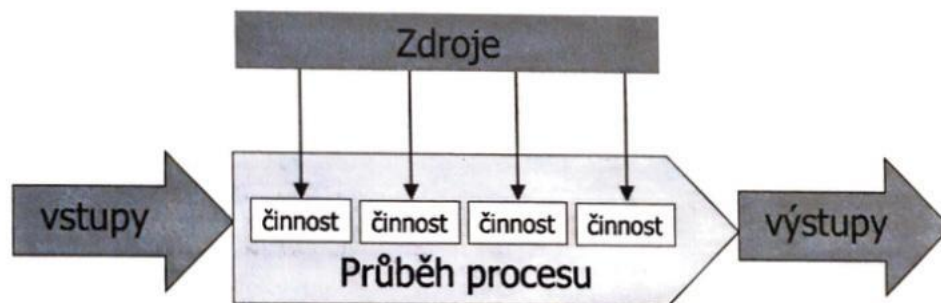 Zdroje
vstupy
činnost
činnost
činnost
činnost
výstupy
Průběh procesu